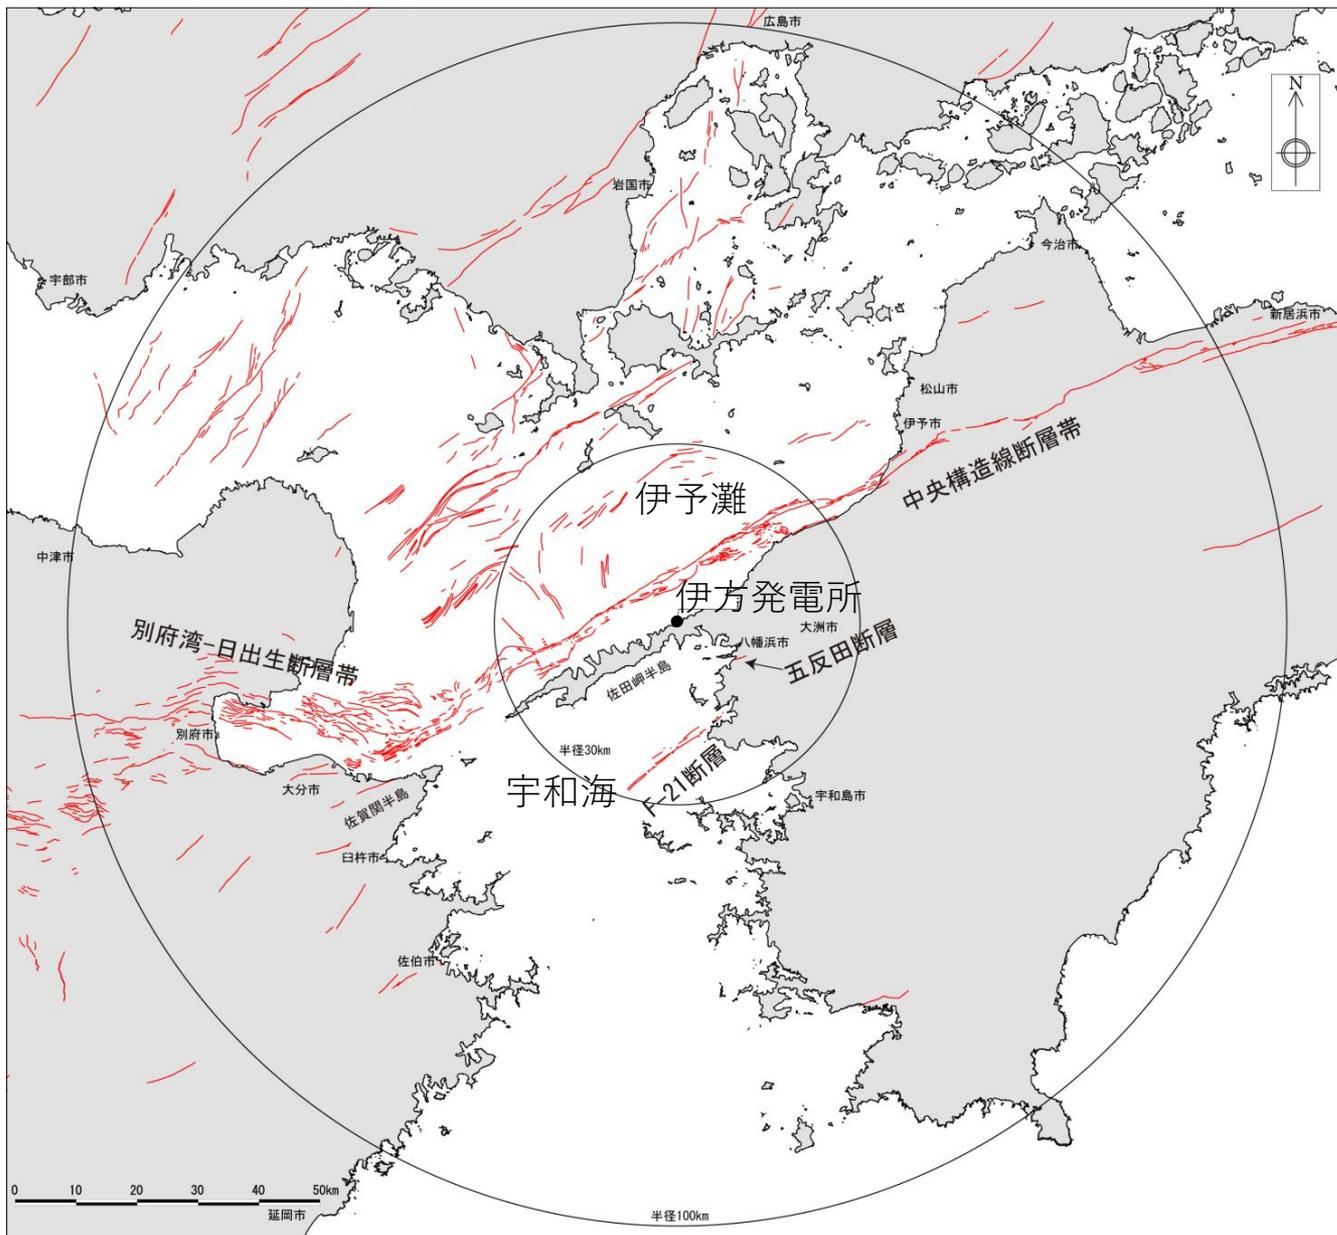 広島市
N
岩国市
今治市
宇部市
新居浜市
松山市
伊予市
中央構造線断層帯
伊予灘
中津市
伊方発電所
大洲市
八幡浜市
別府湾-日出生断層帯
五反田断層
佐田岬半島
別府市
半径30km
F-21断層
宇和海
大分市
宇和島市
佐賀関半島
臼杵市
佐伯市
0 10 20 30 40 50km
延岡市
半径100km